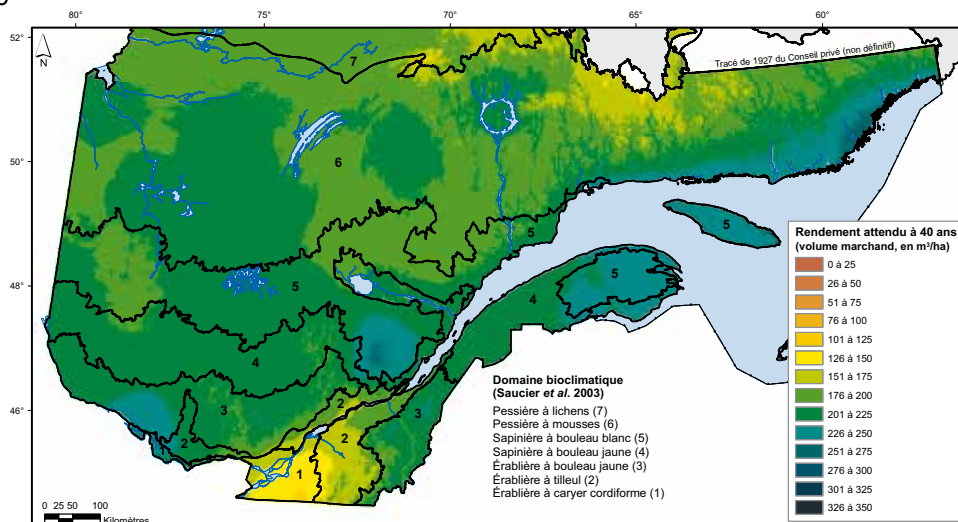 80° 75° 70° 65° 60°
52°
N
7
Tracé de 1927 du Conseil privé (non définitif)
50°
6
5
5
48°
5
5
4
4
46°
3
2
3
2
2
1
1
Rendement attendu à 40 ans
(volume marchand, en m³/ha)
0 à 25
26 à 50
51 à 75
76 à 100
101 à 125
126 à 150
151 à 175
176 à 200
201 à 225
226 à 250
251 à 275
276 à 300
301 à 325
326 à 350
Domaine bioclimatique
(Saucier et al. 2003)
Pessière à lichens (7)
Pessière à mousses (6)
Sapinière à bouleau blanc (5)
Sapinière à bouleau jaune (4)
Érablière à bouleau jaune (3)
Érablière à tilleul (2)
Érablière à caryer cordiforme (1)
0 25 50 100
Kilomètres